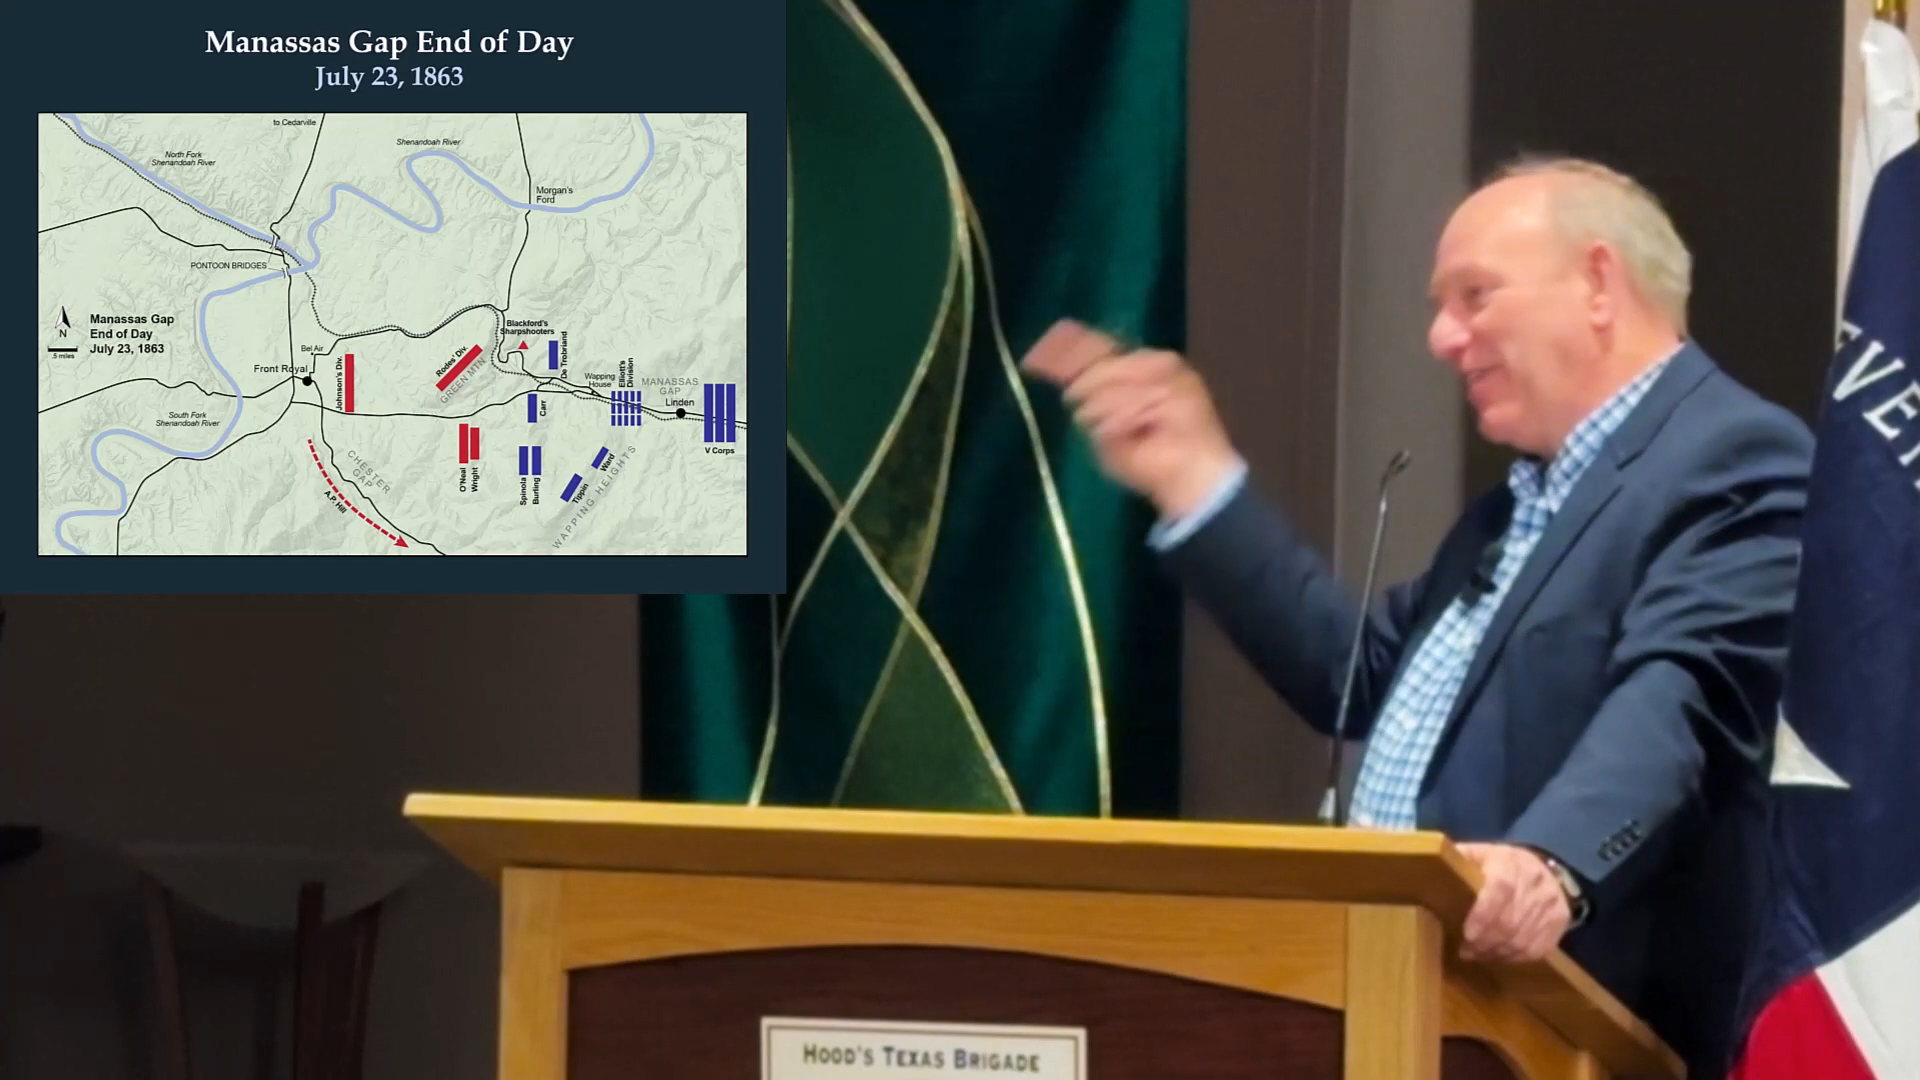 Manassas Gap End of Day
July 23, 1863
to Cedarville
North Fork
Shenandoah River
Shenandoah River
Morgan's
Ford
PONTOON BRIDGES
N
.5 miles
Manassas Gap
End of Day
July 23, 1863
Bel Air
Front Royal
Johnson's Div.
Rodes' Div.
GREEN MTN.
Blackford's
Sharpshooters
De Trobriand
Wapping
House
Elliott's
Division
MANASSAS
GAP
Linden
V Corps
Carr
South Fork
Shenandoah River
CHESTER
GAP
A.P. Hill
O'Neal
Wright
Spinola
Burling
Tippin
Ward
WAPPING HEIGHTS
HOOD'S TEXAS BRIGADE